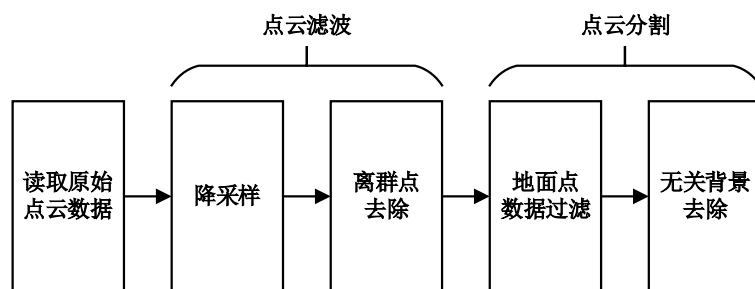 点云滤波
点云分割
读取原始
点云数据
降采样
离群点
去除
地面点
数据过滤
无关背景
去除